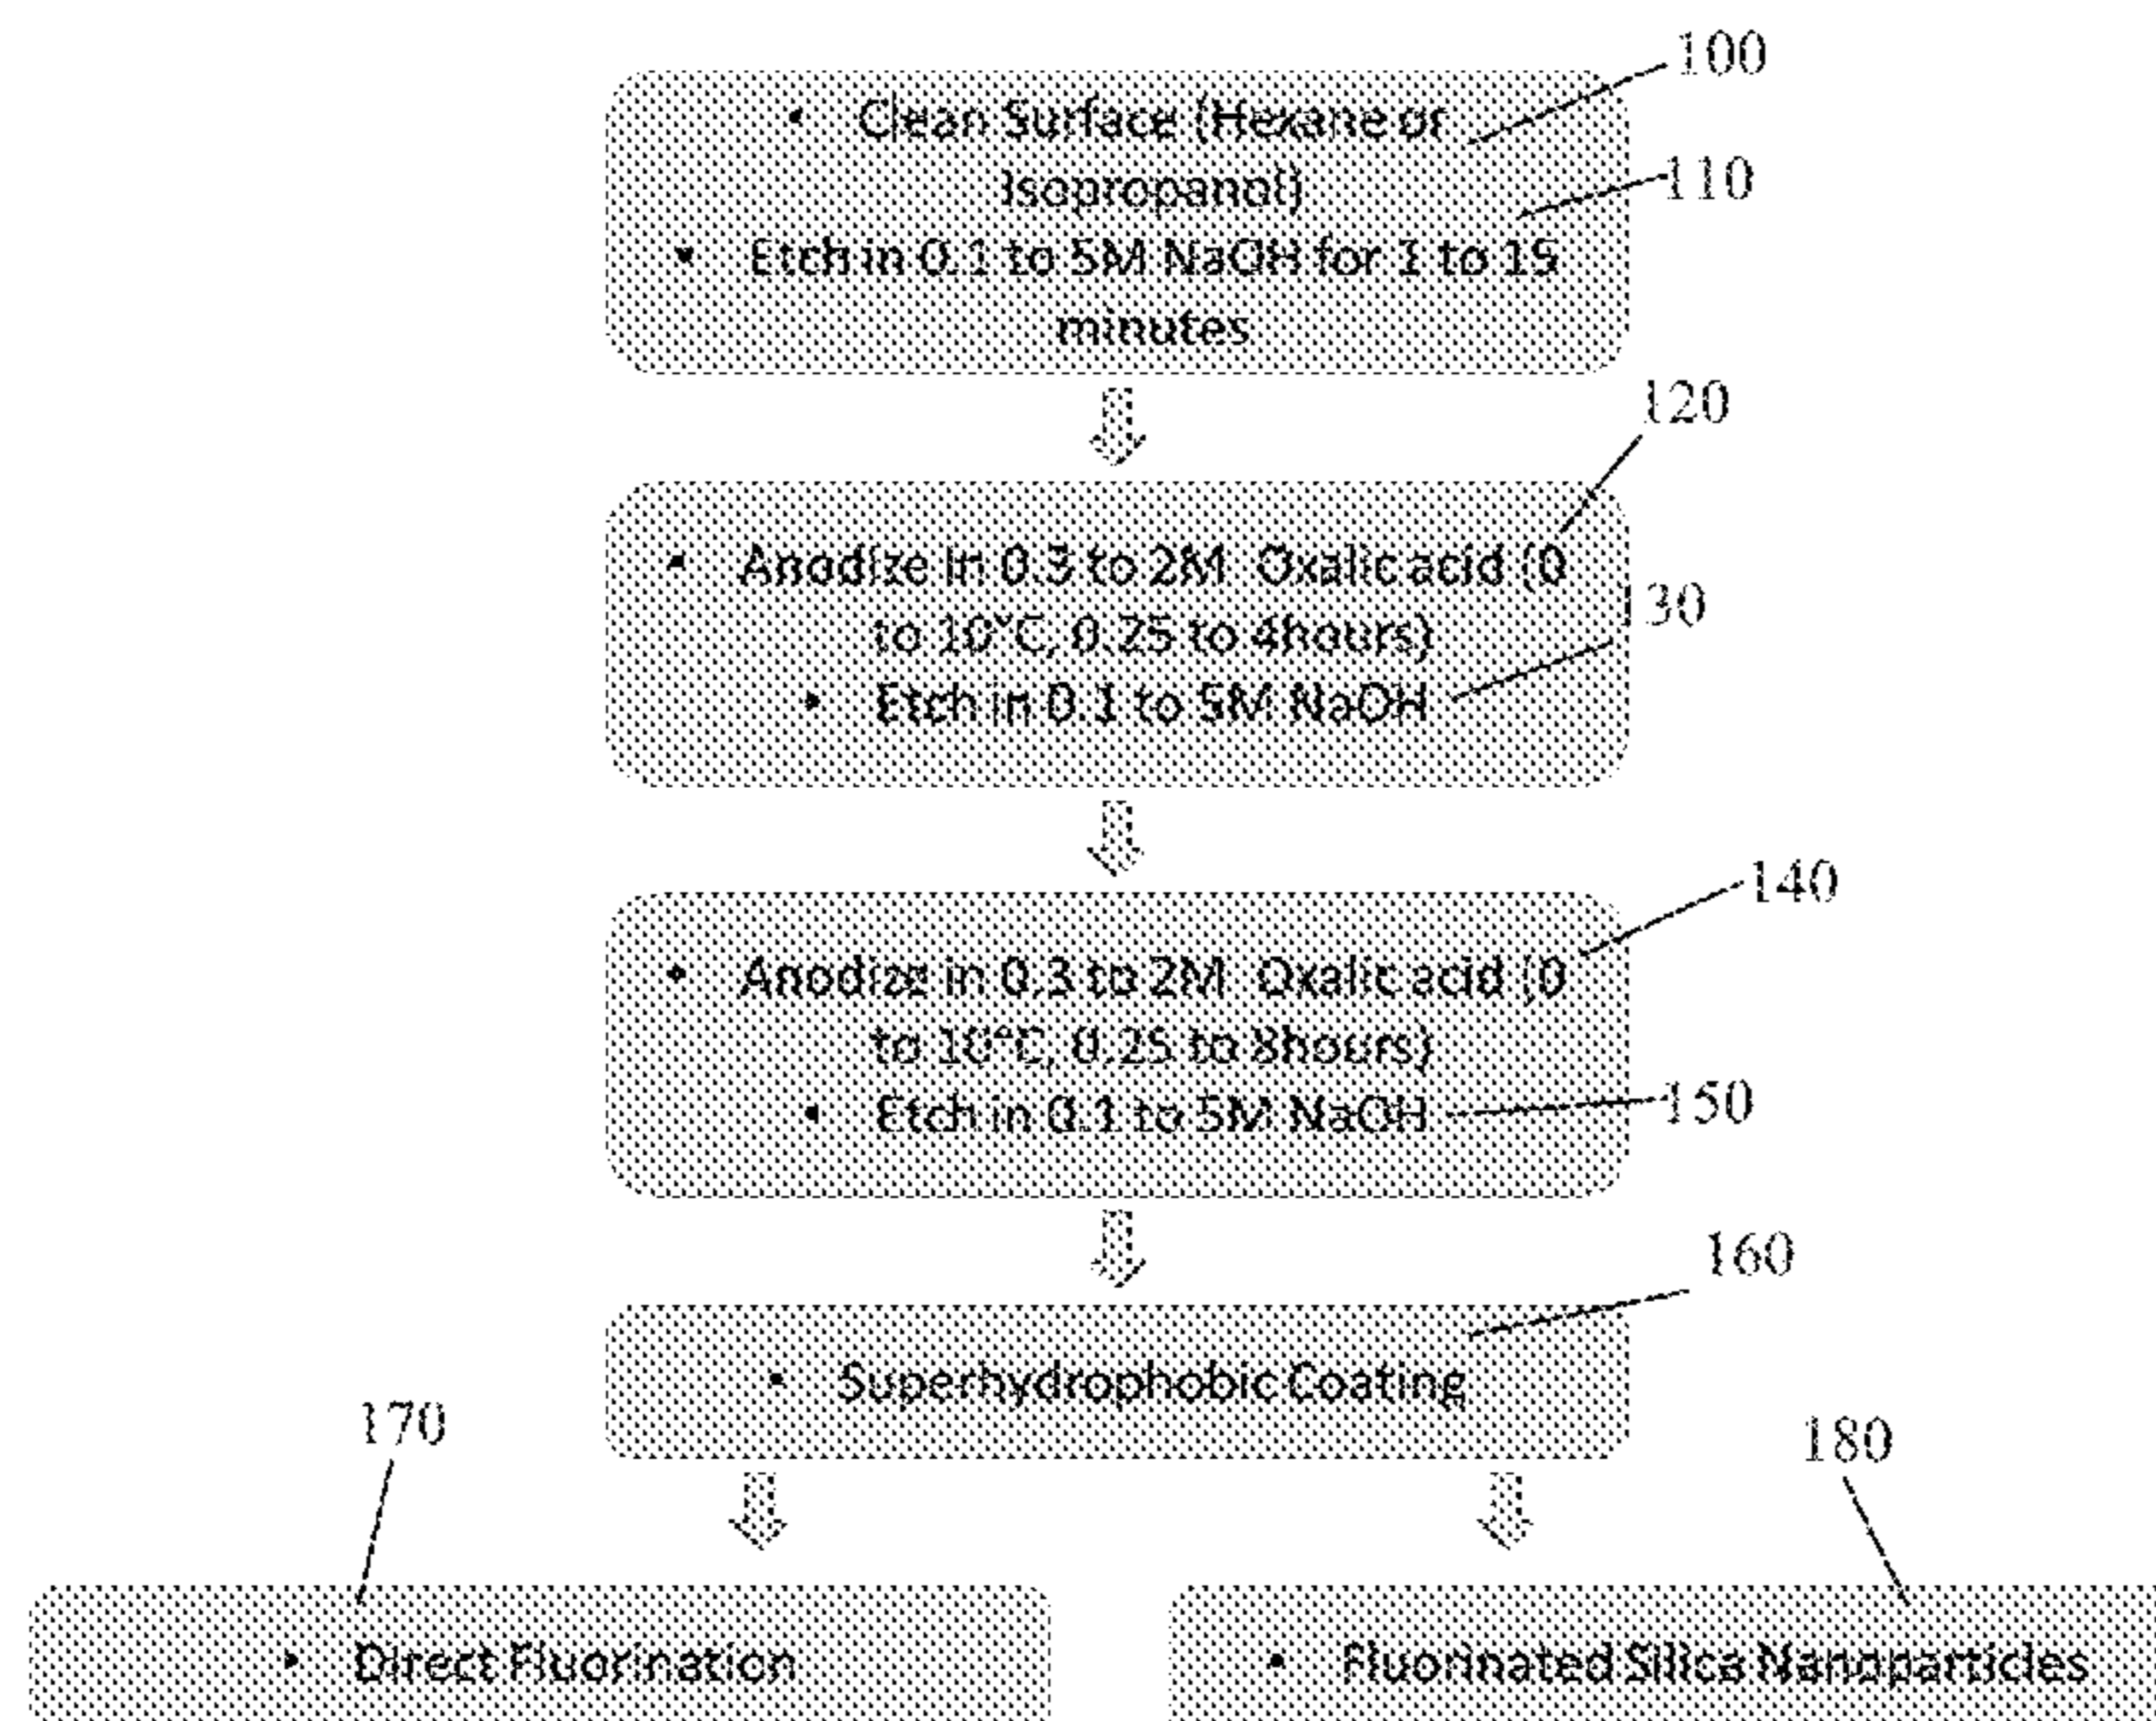 100
• Clean Surface (Hexane or
Isopropanol)
110
• Etch in 0.1 to 5M NaOH for 1 to 15
minutes
120
• Anodize in 0.3 to 2M Oxalic acid (0
to 10°C, 0.25 to 4hours)
130
• Etch in 0.1 to 5M NaOH
140
• Anodize in 0.3 to 2M Oxalic acid (0
to 10°C, 0.25 to 8hours)
• Etch in 0.1 to 5M NaOH
150
160
• Superhydrophobic Coating
170
180
• Direct Fluorination
• Fluorinated Silica Nanoparticles